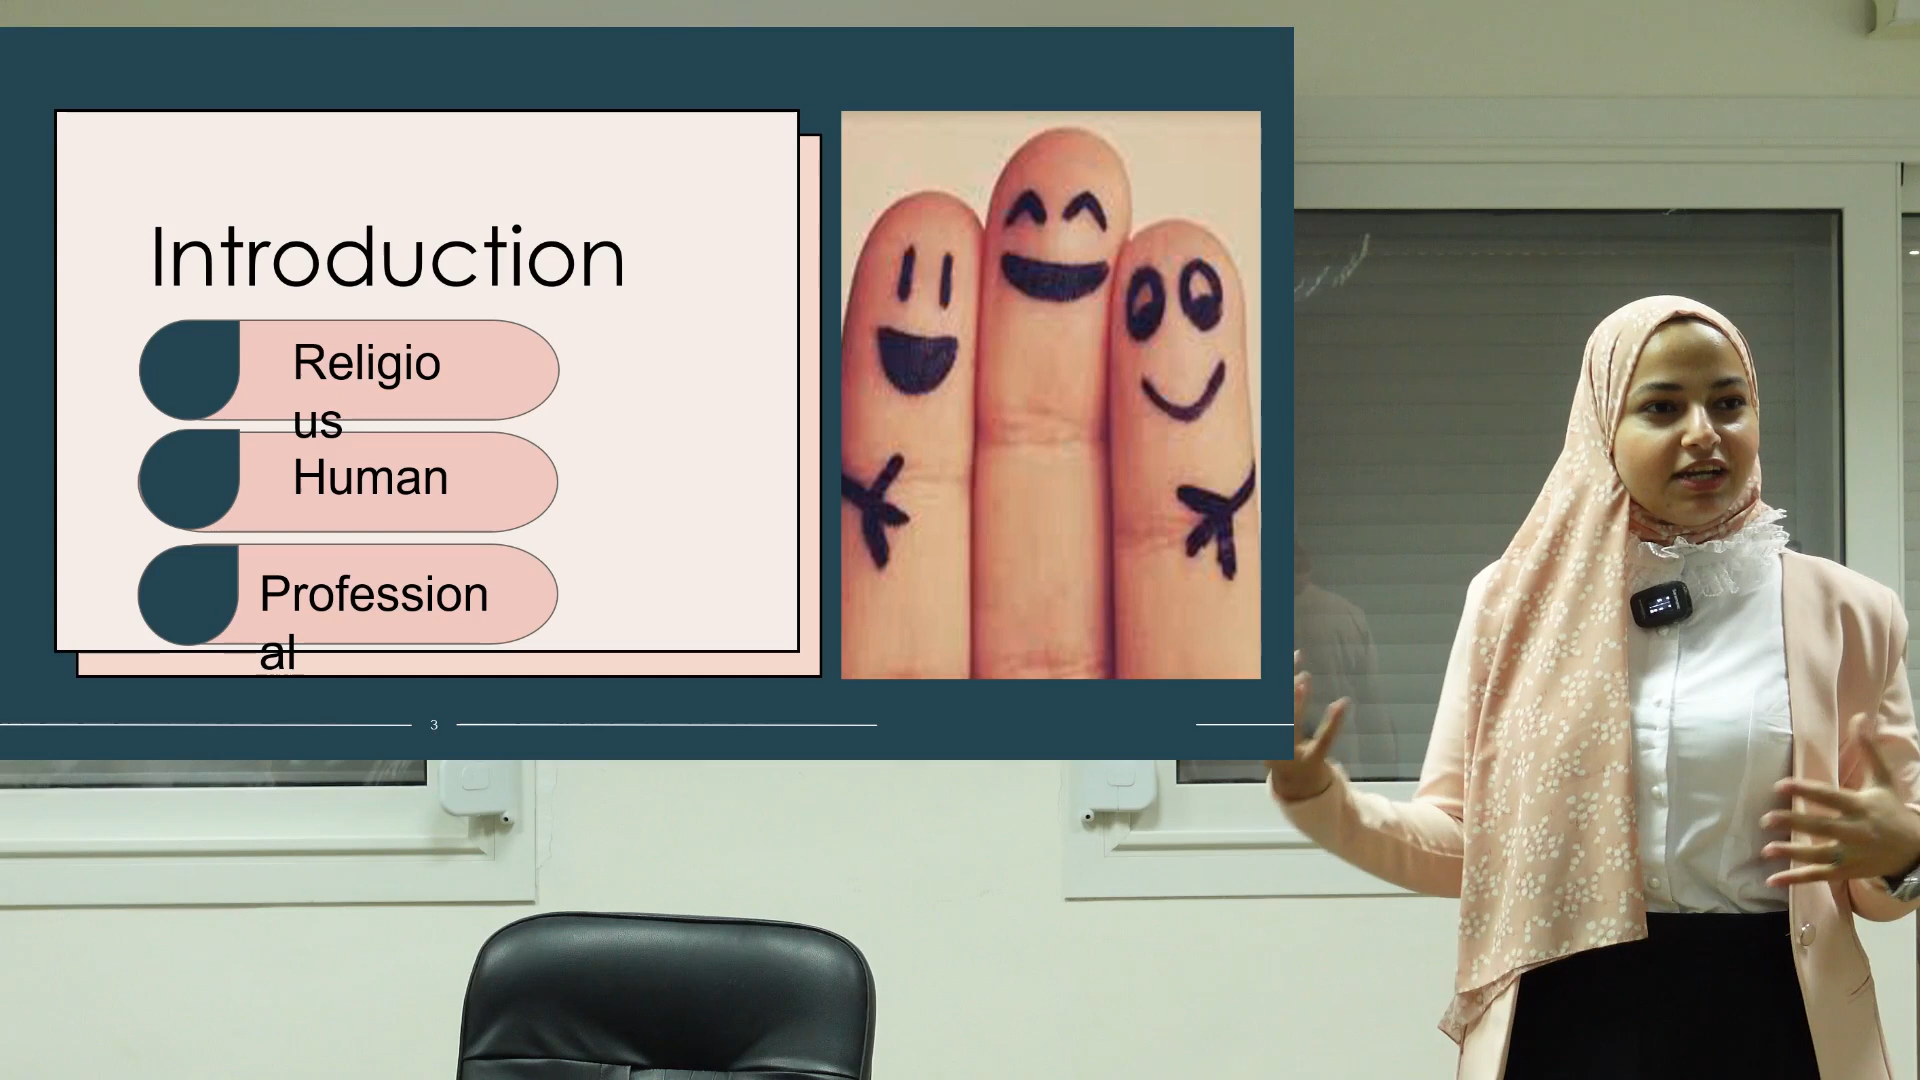 Introduction
Religio
us
Human
Profession
al
3